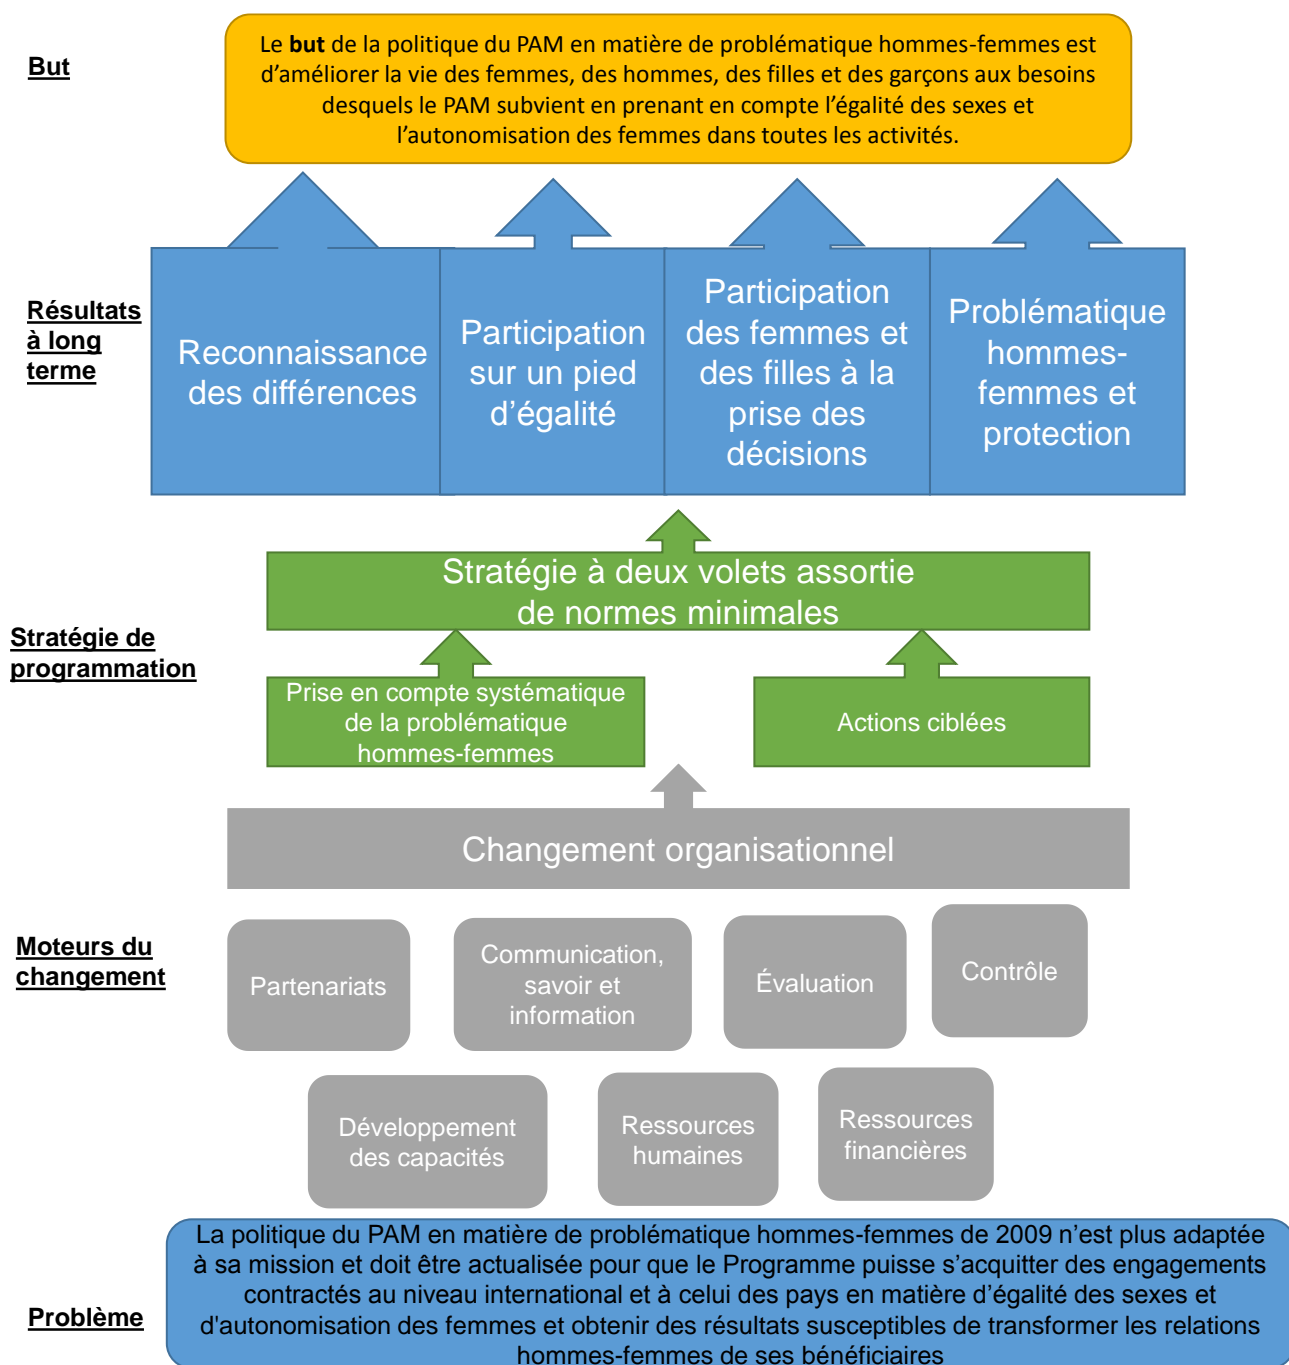 But
Le but de la politique du PAM en matière de problématique hommes-femmes est
d’améliorer la vie des femmes, des hommes, des filles et des garçons aux besoins
desquels le PAM subvient en prenant en compte l’égalité des sexes et
l’autonomisation des femmes dans toutes les activités.
Résultats
à long
terme
Reconnaissance
des différences
Participation
sur un pied
d’égalité
Participation
des femmes et
des filles à la
prise des
décisions
Problématique
hommes-
femmes et
protection
Stratégie de
programmation
Stratégie à deux volets assortie
de normes minimales
Prise en compte systématique
de la problématique
hommes-femmes
Actions ciblées
Changement organisationnel
Moteurs du
changement
Partenariats
Communication,
savoir et
information
Évaluation
Contrôle
Développement
des capacités
Ressources
humaines
Ressources
financières
Problème
La politique du PAM en matière de problématique hommes-femmes de 2009 n’est plus adaptée
à sa mission et doit être actualisée pour que le Programme puisse s’acquitter des engagements
contractés au niveau international et à celui des pays en matière d’égalité des sexes et
d'autonomisation des femmes et obtenir des résultats susceptibles de transformer les relations
hommes-femmes de ses bénéficiaires